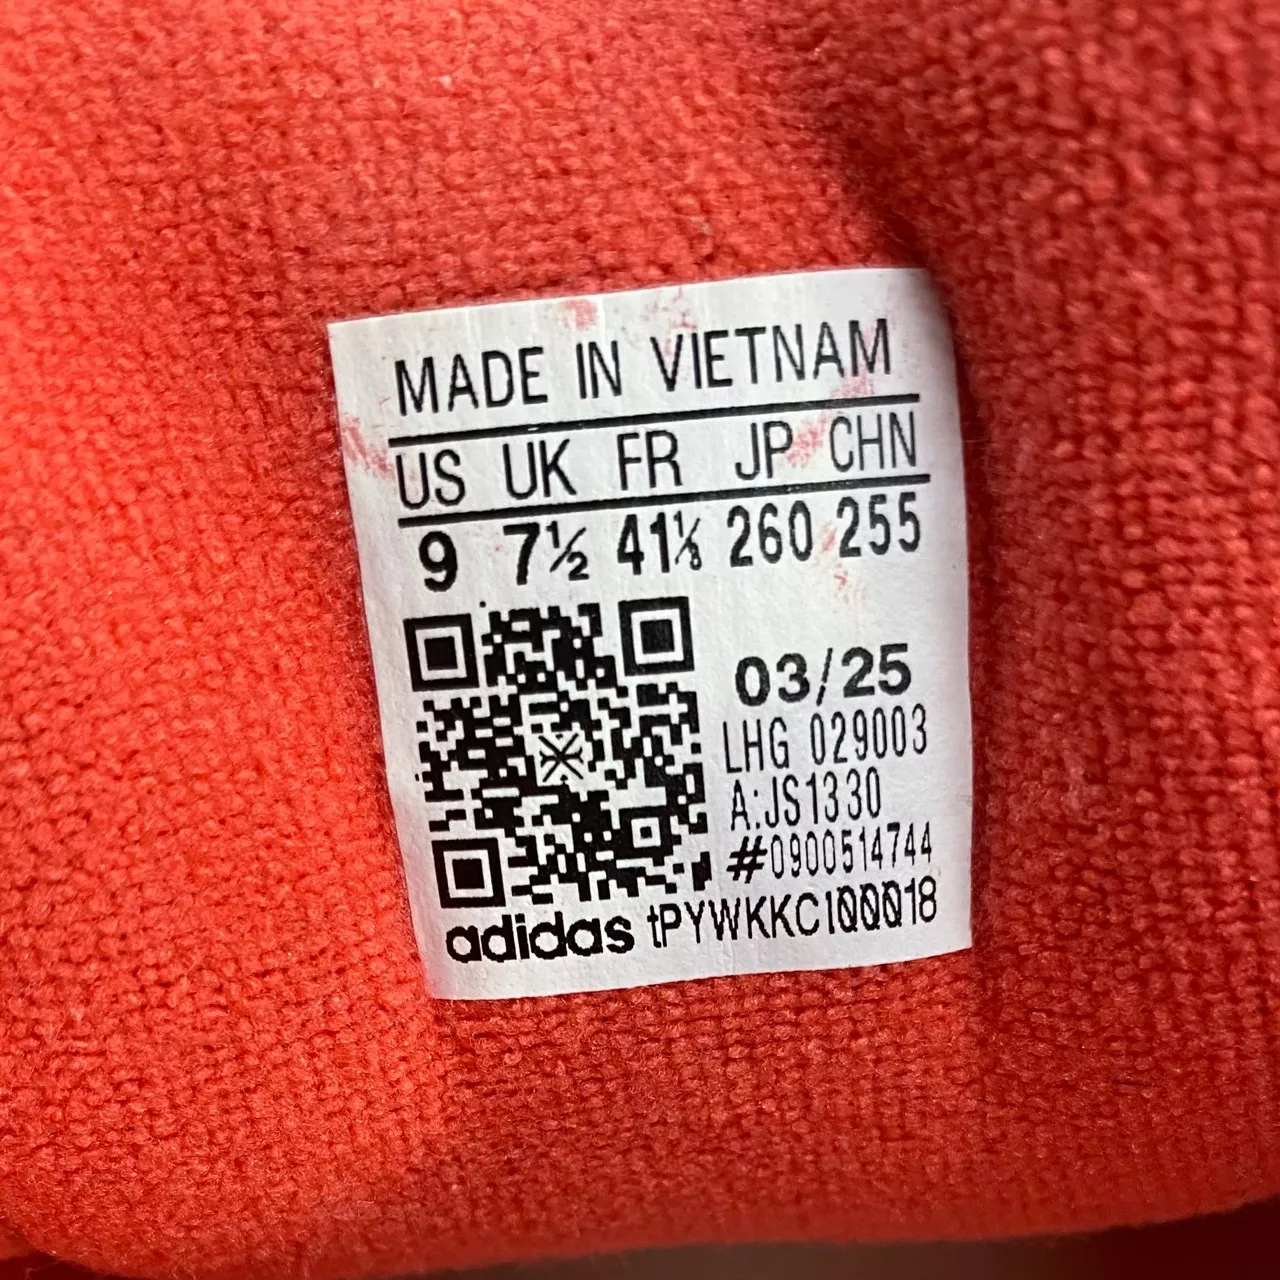 MADE IN VIETNAM
US UK FR JP CHN
9 7½ 41⅓ 260 255
03/25
LHG 029003
A:JS1330
#0900514744
adidas tPYWKKCI00018